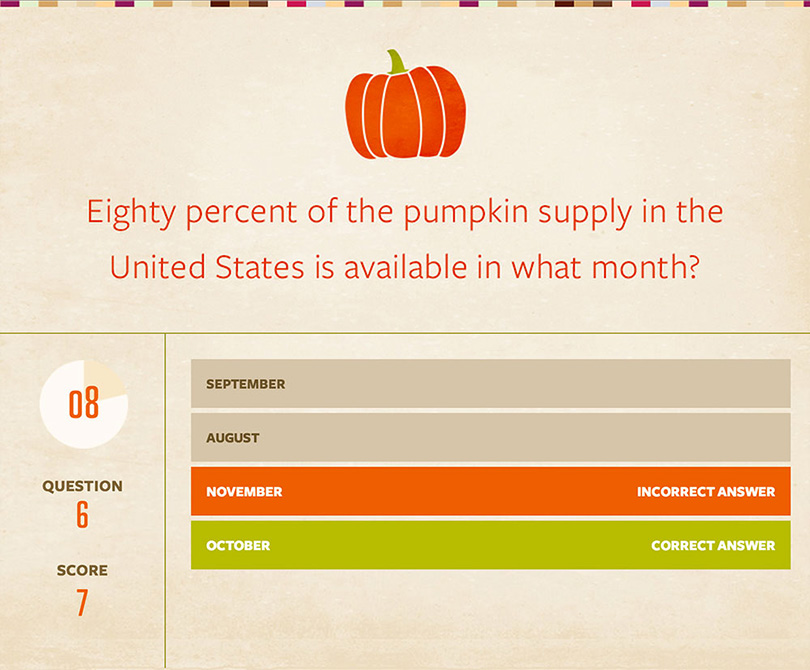 Eighty percent of the pumpkin supply in the
United States is available in what month?
08
QUESTION
6
SCORE
7
SEPTEMBER
AUGUST
NOVEMBER INCORRECT ANSWER
OCTOBER CORRECT ANSWER